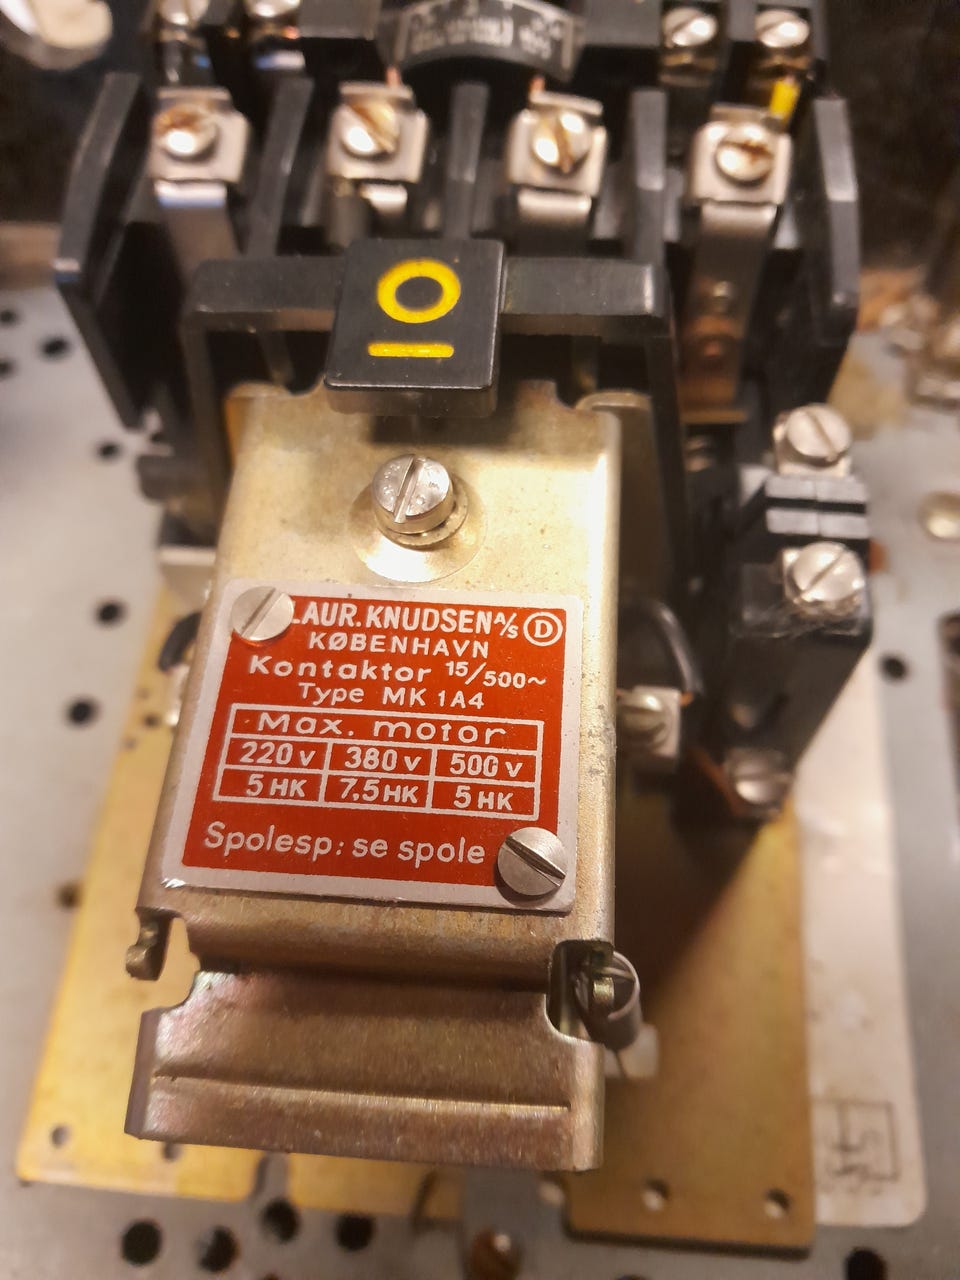 LAUR. KNUDSEN A/S D
KØBENHAVN
Kontaktor 15/500~
Type MK 1A4
Max. motor
220 v 380 v 500 v
5 HK 7,5 HK 5 HK
Spolesp: se spole